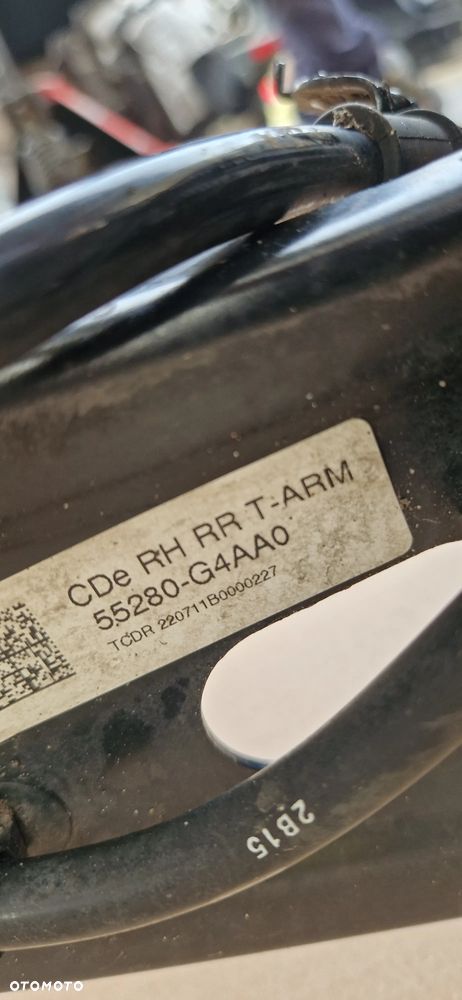 CDe RH RR T-ARM
55280-G4AA0
TCDR 220711B0000227
2B15
OTOMOTO